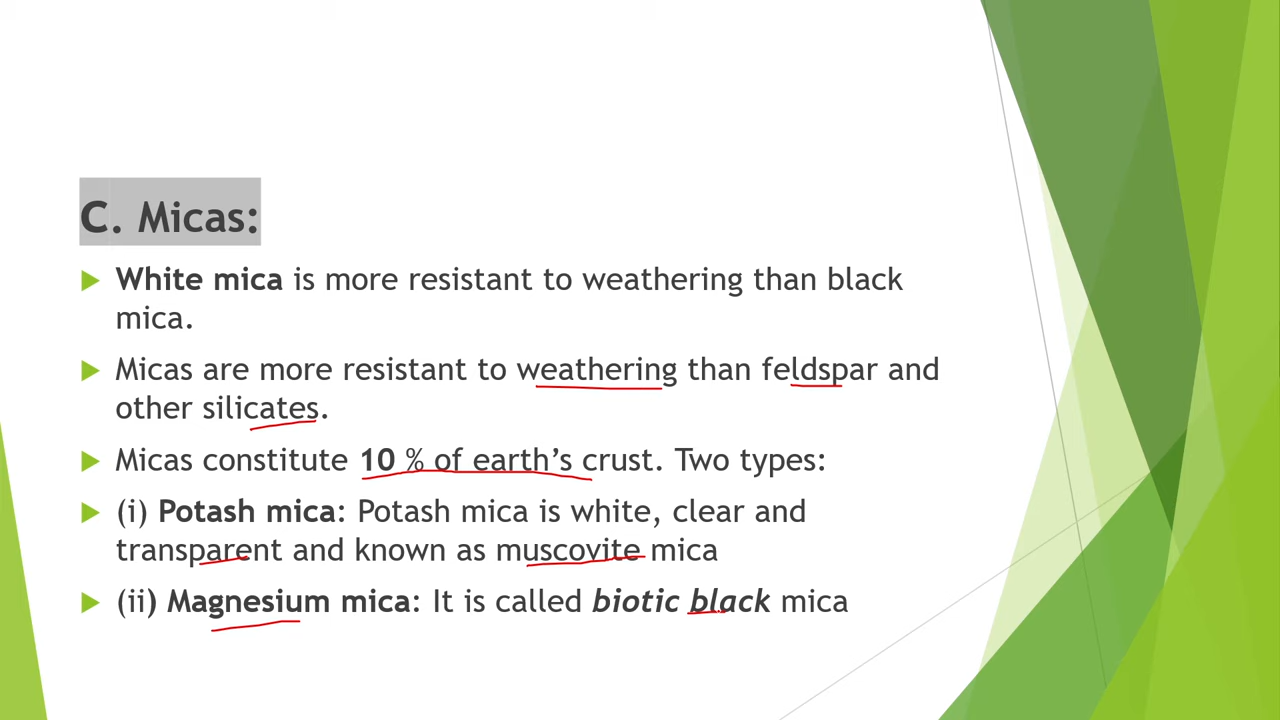 C. Micas:
White mica is more resistant to weathering than black
mica.
Micas are more resistant to weathering than feldspar and
other silicates.
Micas constitute 10 % of earth’s crust. Two types:
(i) Potash mica: Potash mica is white, clear and
transparent and known as muscovite mica
(ii) Magnesium mica: It is called biotic black mica